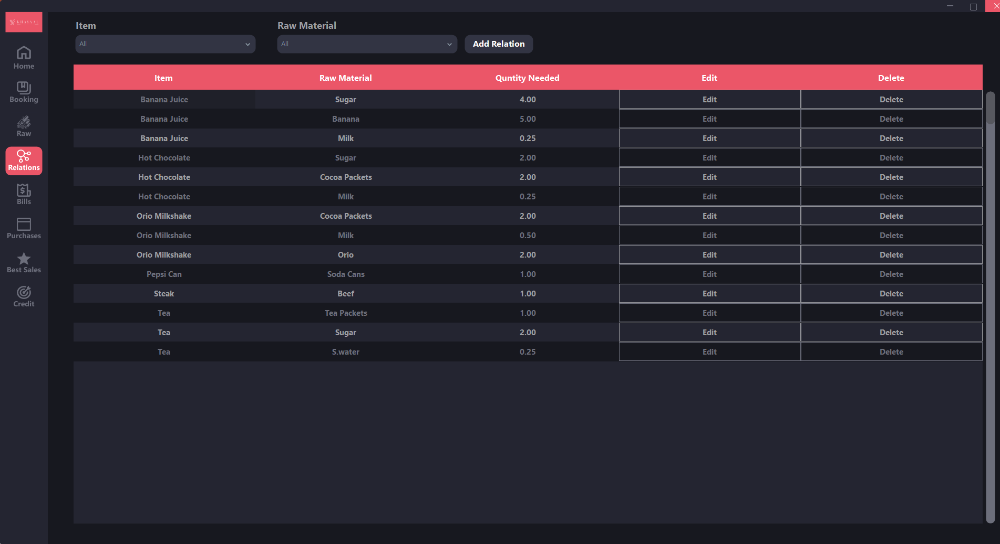 Item
Raw Material
All
All
Add Relation
Home
Booking
Raw
Relations
Bills
Purchases
Best Sales
Credit
Item Raw Material Quntity Needed Edit Delete
Banana Juice Sugar 4.00 Edit Delete
Banana Juice Banana 5.00 Edit Delete
Banana Juice Milk 0.25 Edit Delete
Hot Chocolate Sugar 2.00 Edit Delete
Hot Chocolate Cocoa Packets 2.00 Edit Delete
Hot Chocolate Milk 0.25 Edit Delete
Orio Milkshake Cocoa Packets 2.00 Edit Delete
Orio Milkshake Milk 0.50 Edit Delete
Orio Milkshake Orio 2.00 Edit Delete
Pepsi Can Soda Cans 1.00 Edit Delete
Steak Beef 1.00 Edit Delete
Tea Tea Packets 1.00 Edit Delete
Tea Sugar 2.00 Edit Delete
Tea S.water 0.25 Edit Delete